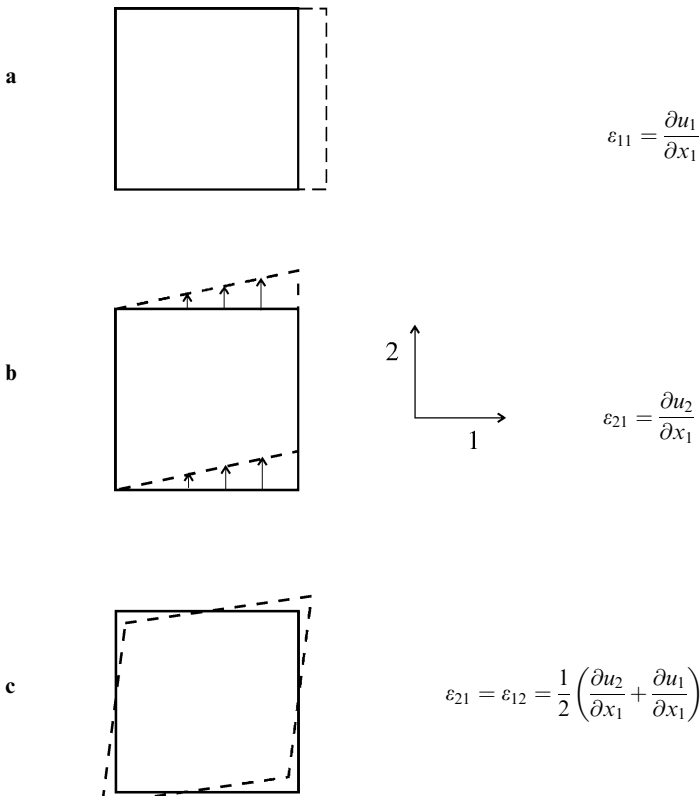 a
ε₁₁ = ∂u₁/∂x₁
b
2
1
ε₂₁ = ∂u₂/∂x₁
c
ε₂₁ = ε₁₂ = 1/2 (∂u₂/∂x₁ + ∂u₁/∂x₁)